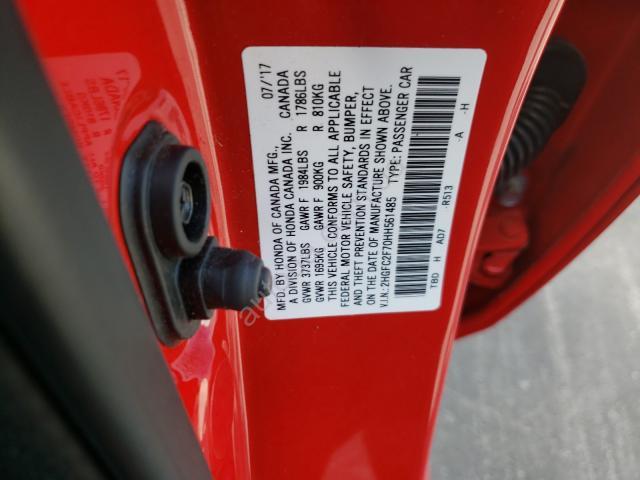 MFD. BY HONDA OF CANADA MFG., 07/17
A DIVISION OF HONDA CANADA INC. CANADA
GVWR 3737LBS GAWR F 1984LBS R 1786LBS
GVWR 1695KG GAWR F 900KG R 810KG
THIS VEHICLE CONFORMS TO ALL APPLICABLE
FEDERAL MOTOR VEHICLE SAFETY, BUMPER,
AND THEFT PREVENTION STANDARDS IN EFFECT
ON THE DATE OF MANUFACTURE SHOWN ABOVE.
V.I.N.: 2HGFC2F70HH561485 TYPE: PASSENGER CAR
TBD H AD7 R513 -A -H